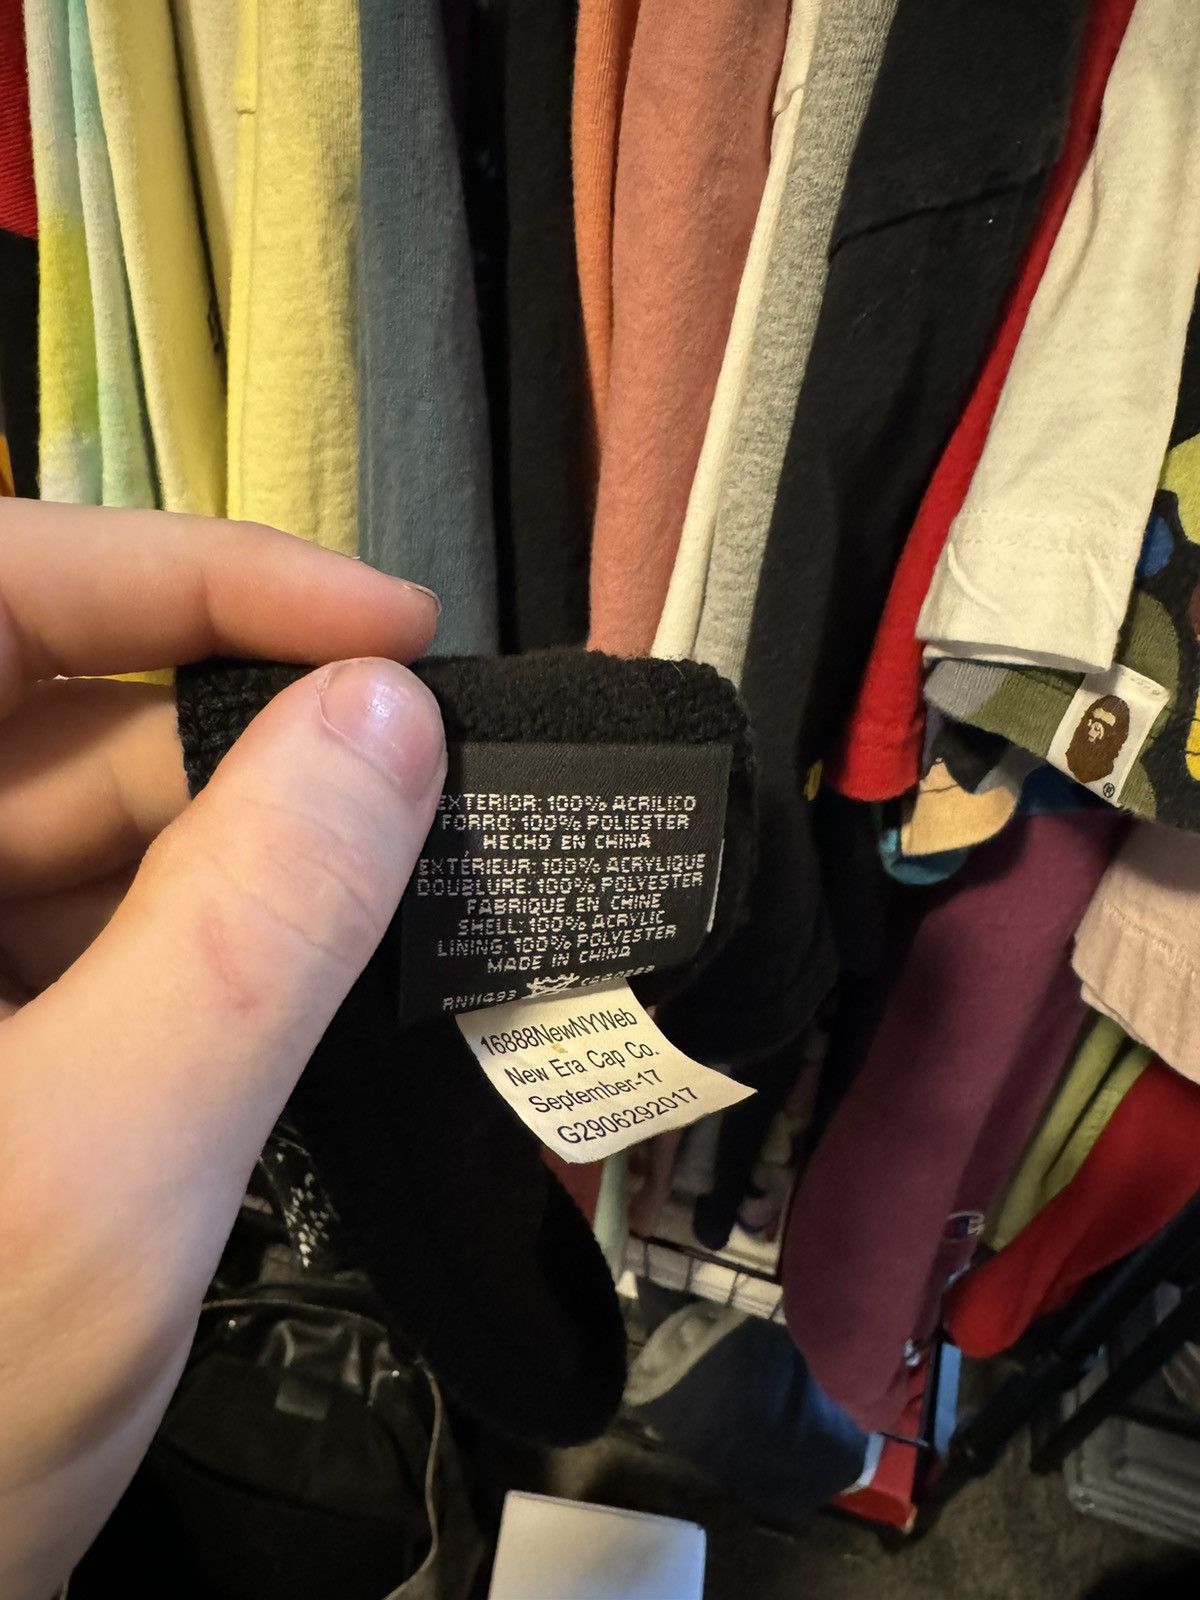 EXTERIOR: 100% ACRILICO
FORRO: 100% POLIESTER
HECHO EN CHINA
EXTÉRIEUR: 100% ACRYLIQUE
DOUBLURE: 100% POLYESTER
FABRIQUE EN CHINE
SHELL: 100% ACRYLIC
LINING: 100% POLYESTER
MADE IN CHINA
RN11493
16888NewNYWeb
New Era Cap Co.
September-17
G2906292017
®